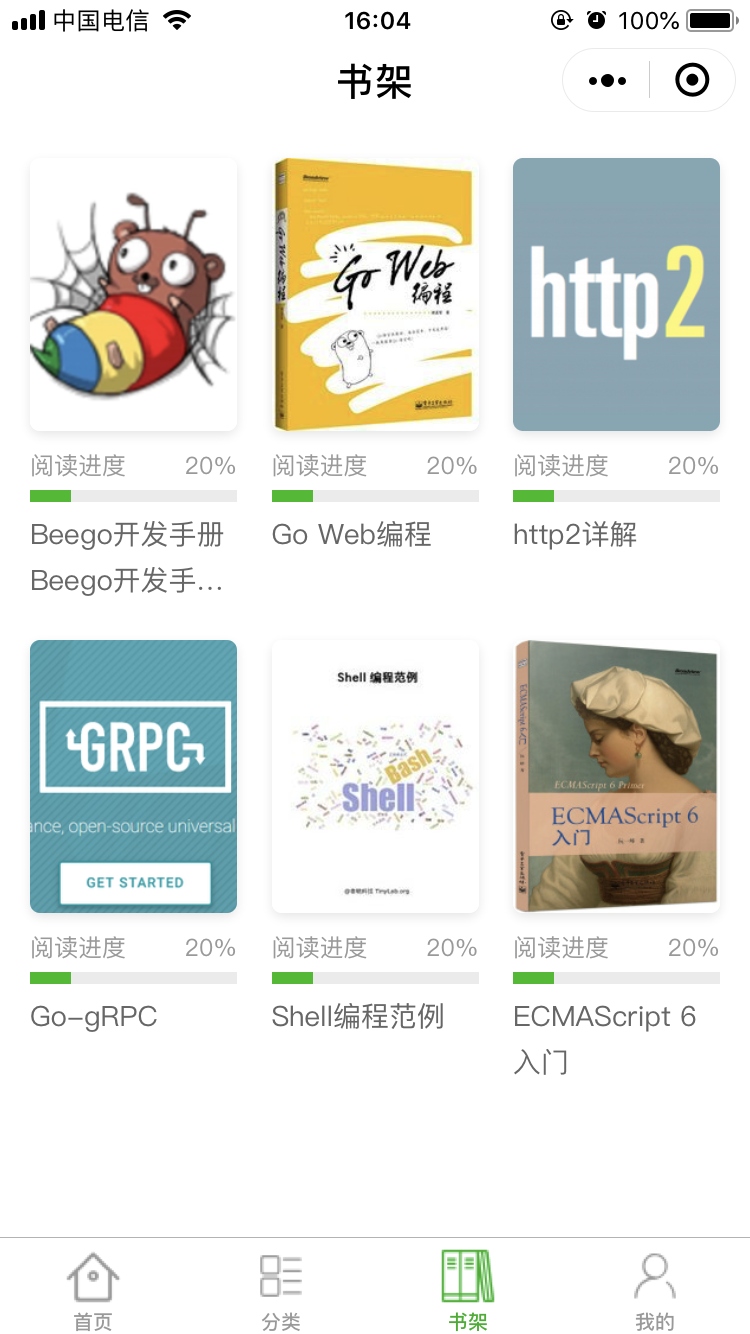 中国电信
16:04
100%
书架
Go Web
编程
http2
阅读进度 20%
阅读进度 20%
阅读进度 20%
Beego开发手册
Beego开发手...
Go Web编程
http2详解
GRPC
ance, open-source universal
GET STARTED
Shell 编程范例
Bash
Shell
@泰晓科技 TinyLab.org
ECMAScript 6 Primer
ECMAScript 6
入门
阅读进度 20%
阅读进度 20%
阅读进度 20%
Go-gRPC
Shell编程范例
ECMAScript 6
入门
首页
分类
书架
我的